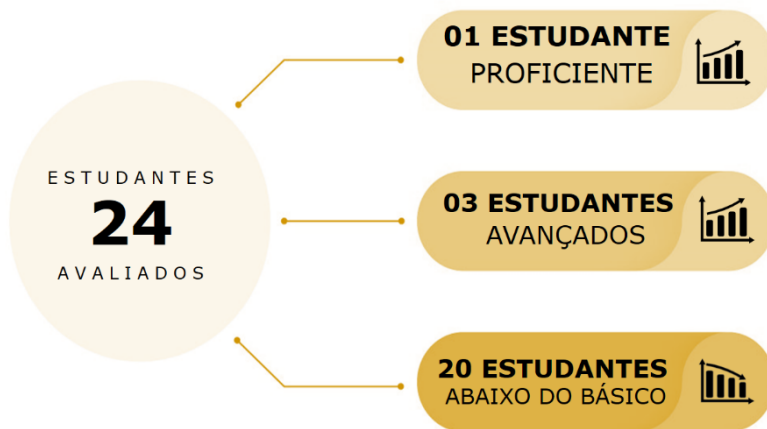 ESTUDANTES
24
AVALIADOS
01 ESTUDANTE
PROFICIENTE
03 ESTUDANTES
AVANÇADOS
20 ESTUDANTES
ABAIXO DO BÁSICO